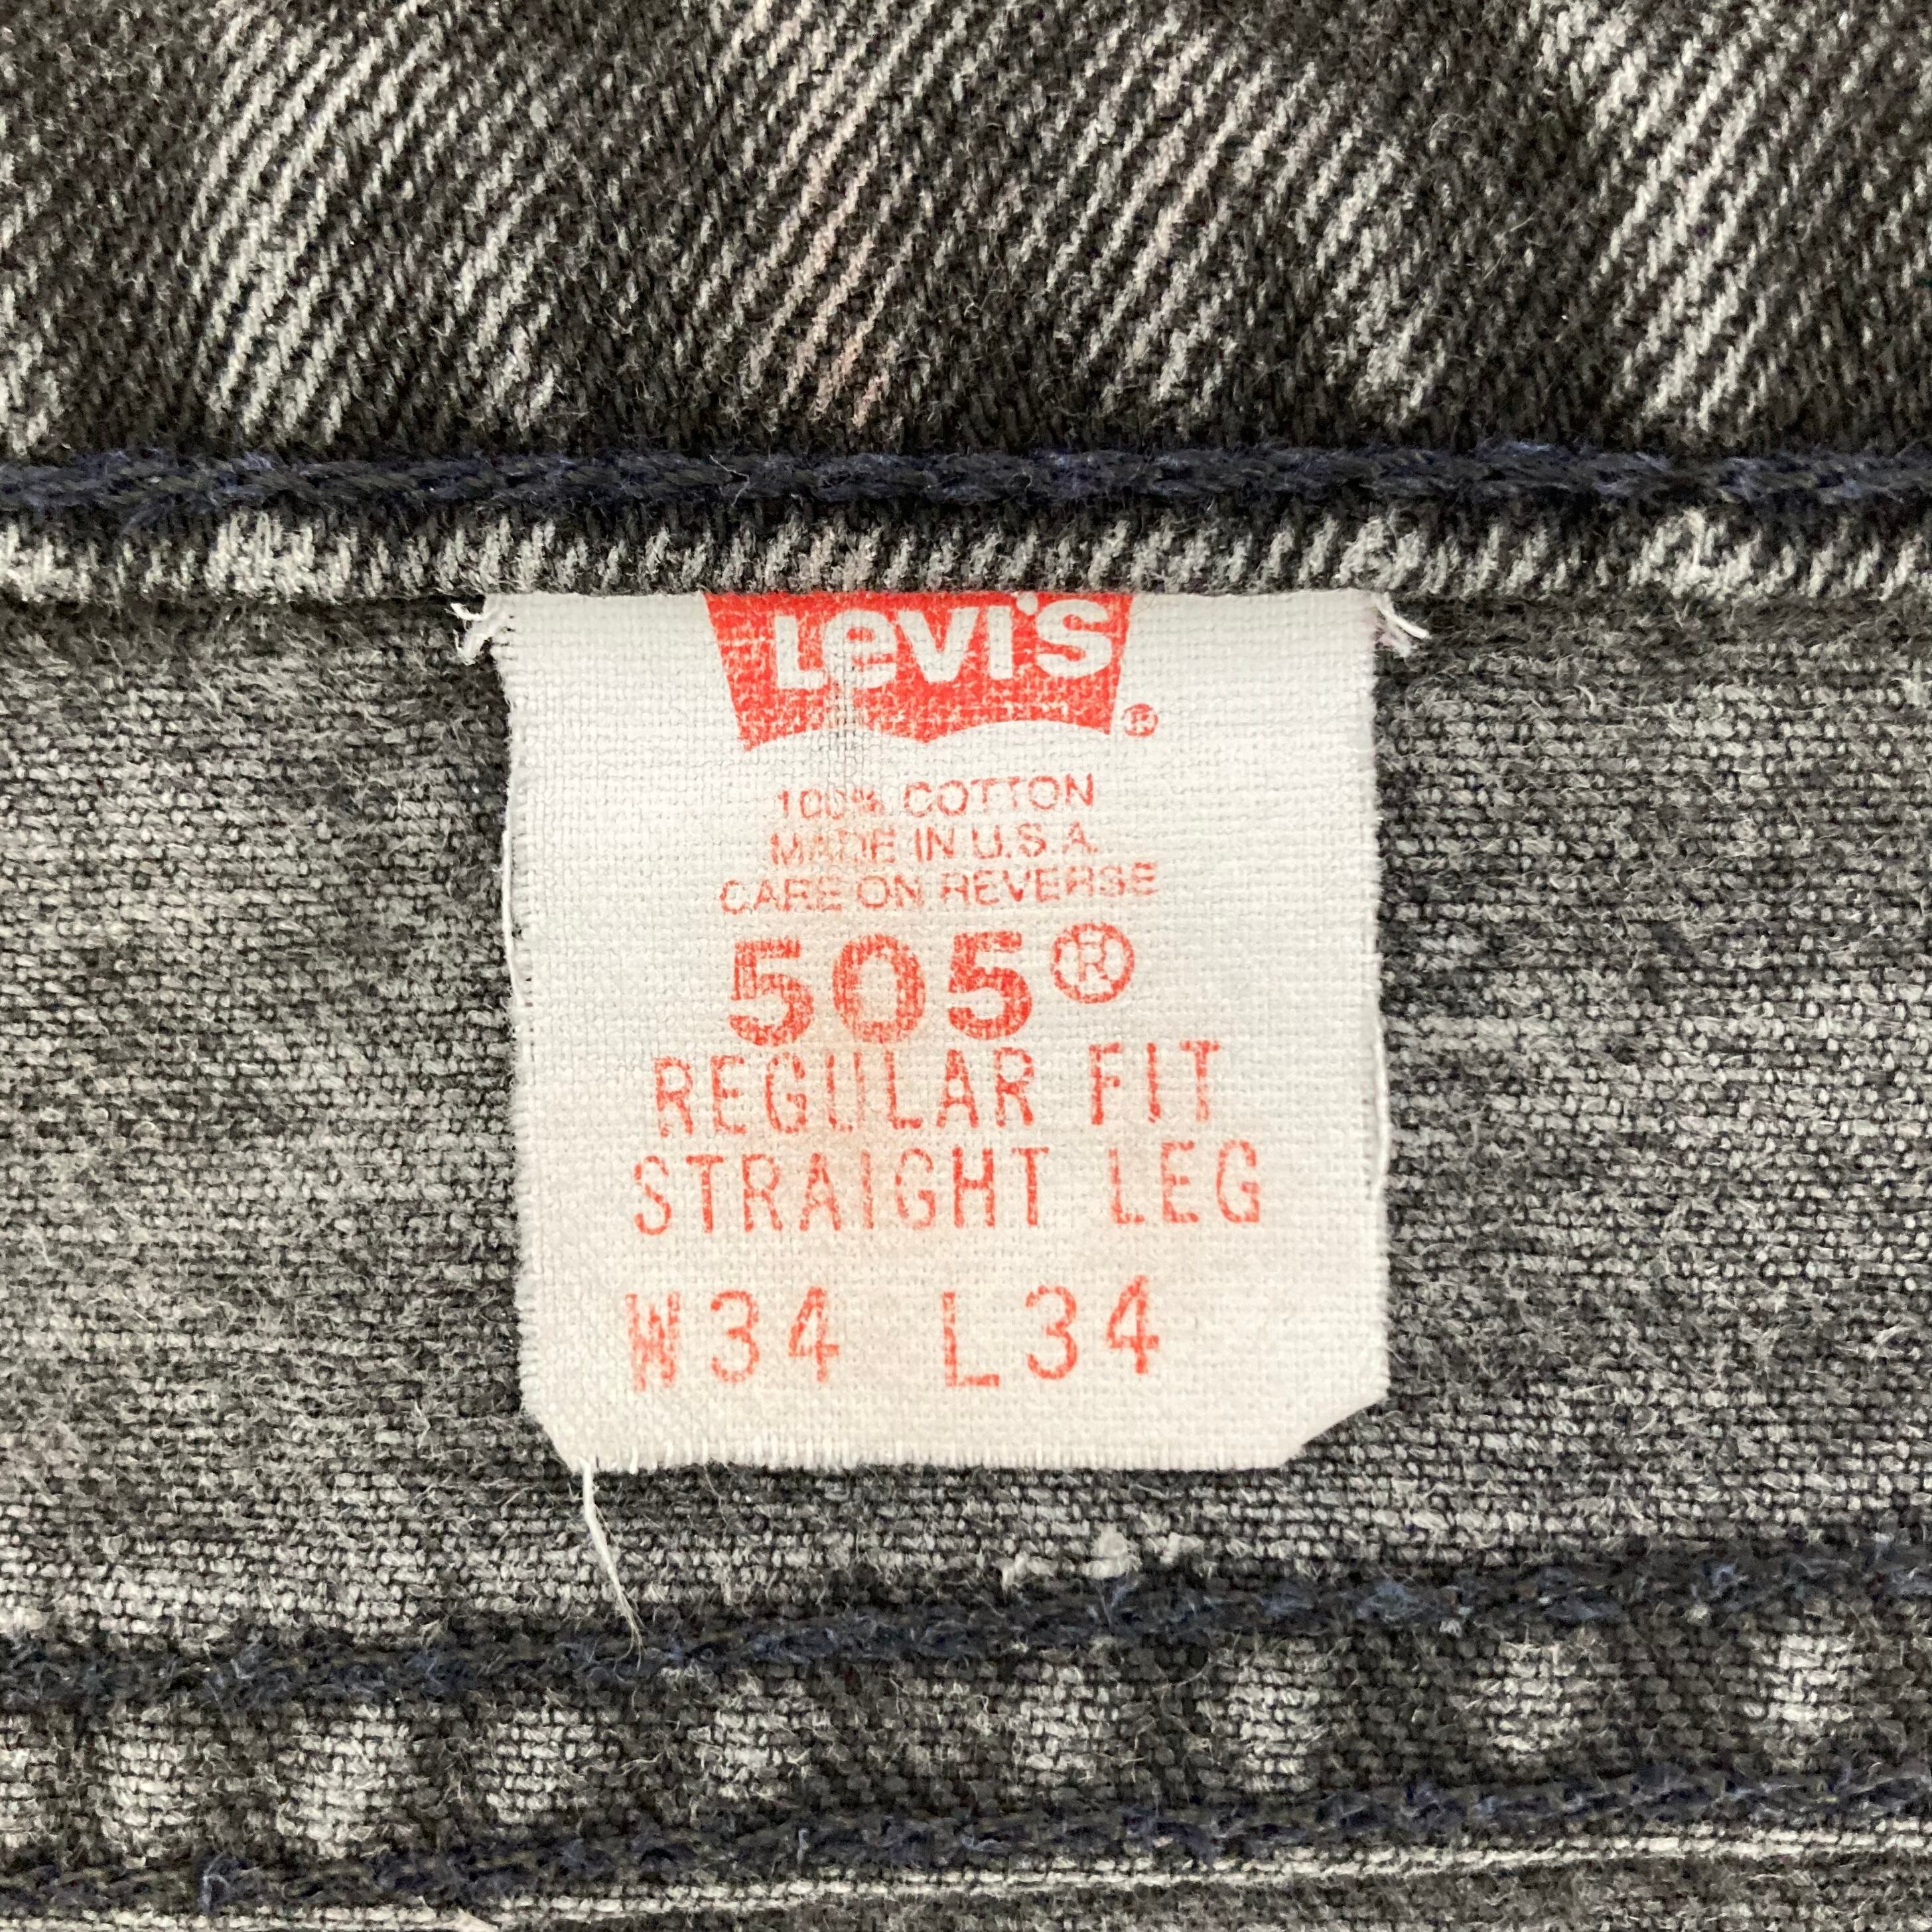 Levi's ®
100% COTTON
MADE IN U.S.A.
CARE ON REVERSE
505®
REGULAR FIT
STRAIGHT LEG
W34 L34